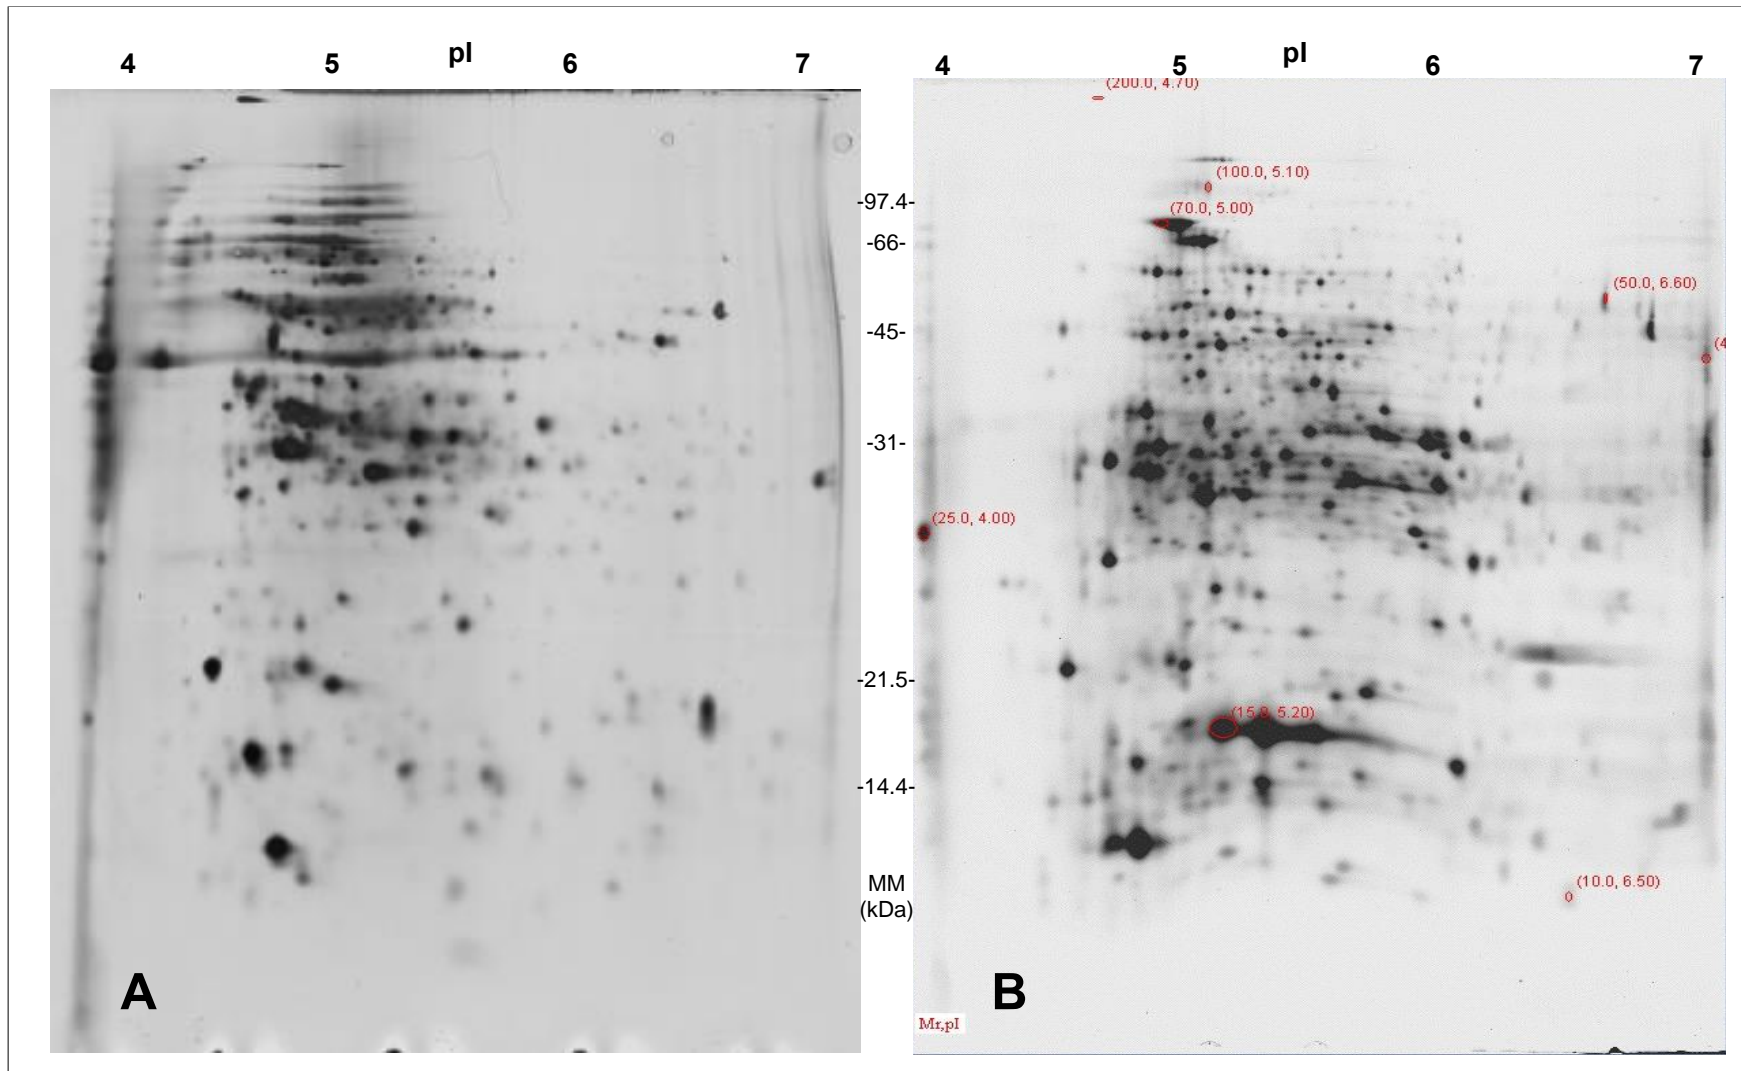 4 5 pI 6 7
4 5 pI 6 7
(200.0, 4.70)
(100.0, 5.10)
-97.4-
(70.0, 5.00)
-66-
(50.0, 6.60)
-45-
(4
-31-
(25.0, 4.00)
-21.5-
(15.8, 5.20)
-14.4-
MM
(kDa)
(10.0, 6.50)
A
B
Mr,pI